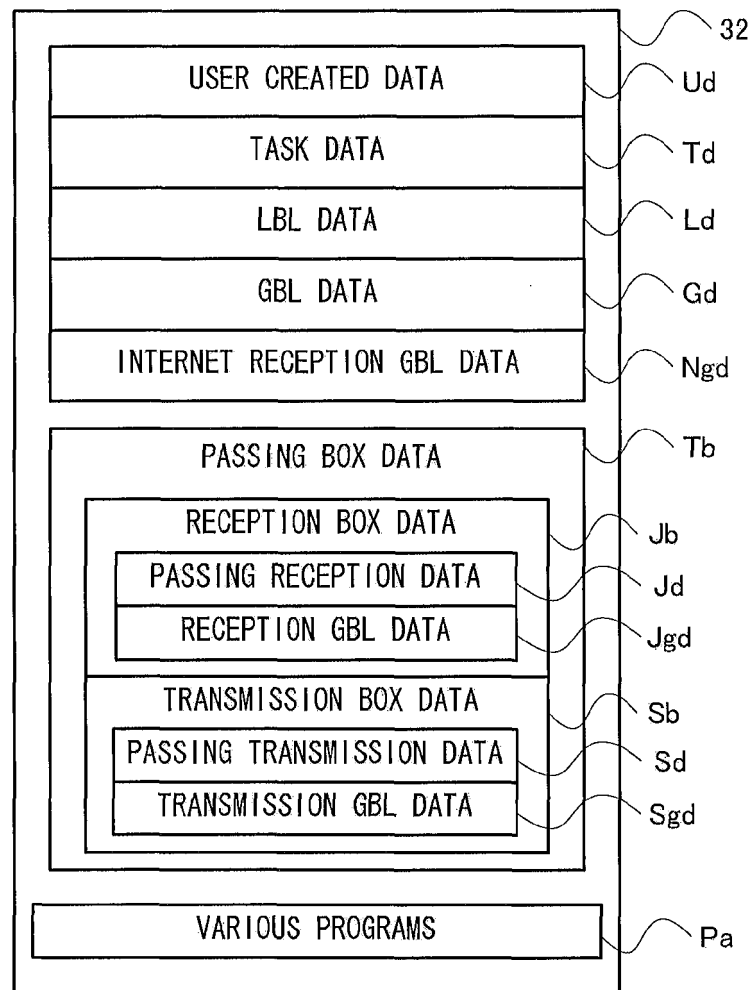 32
USER CREATED DATA Ud
TASK DATA Td
LBL DATA Ld
GBL DATA Gd
INTERNET RECEPTION GBL DATA Ngd
PASSING BOX DATA Tb
RECEPTION BOX DATA Jb
PASSING RECEPTION DATA Jd
RECEPTION GBL DATA Jgd
TRANSMISSION BOX DATA Sb
PASSING TRANSMISSION DATA Sd
TRANSMISSION GBL DATA Sgd
VARIOUS PROGRAMS Pa